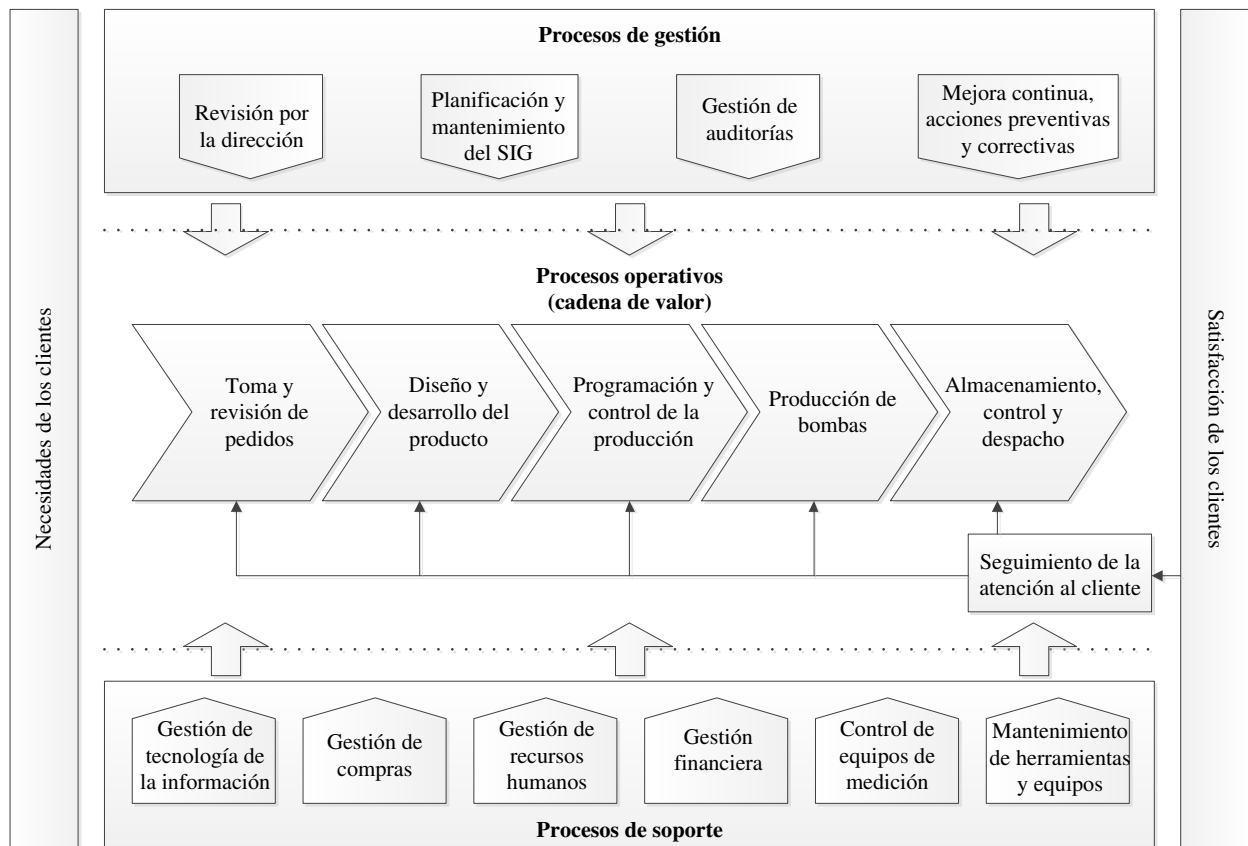 Necesidades de los clientes
Procesos de gestión
Revisión por
la dirección
Planificación y
mantenimiento
del SIG
Gestión de
auditorías
Mejora continua,
acciones preventivas
y correctivas
Procesos operativos
(cadena de valor)
Toma y
revisión de
pedidos
Diseño y
desarrollo del
producto
Programación y
control de la
producción
Producción de
bombas
Almacenamiento,
control y
despacho
Seguimiento de la
atención al cliente
Gestión de
tecnología de
la información
Gestión de
compras
Gestión de
recursos
humanos
Gestión
financiera
Control de
equipos de
medición
Mantenimiento
de herramientas
y equipos
Procesos de soporte
Satisfacción de los clientes